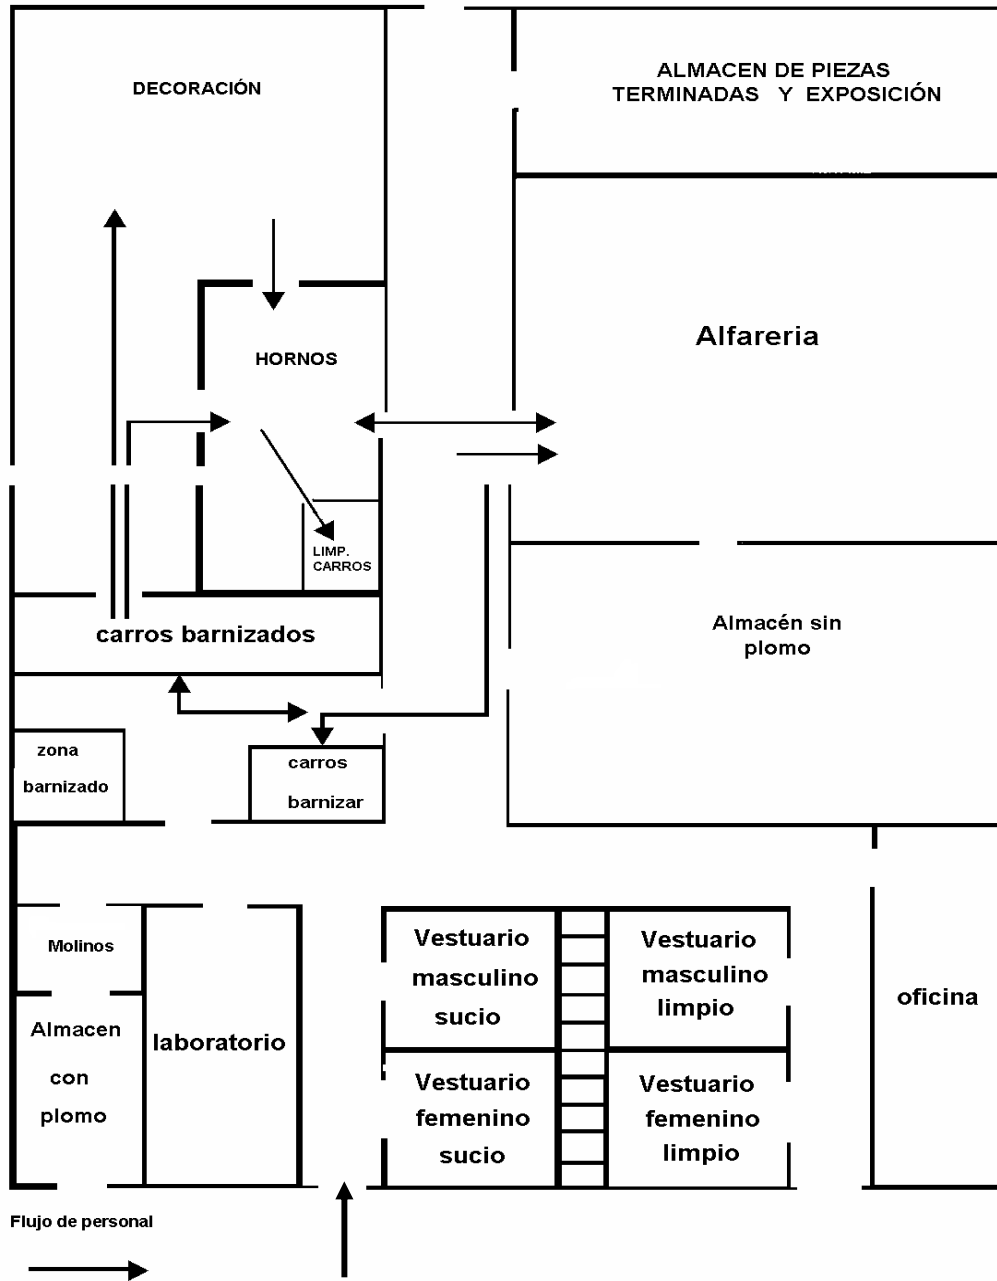 DECORACIÓN
ALMACEN DE PIEZAS
TERMINADAS Y EXPOSICIÓN
Alfareria
HORNOS
LIMP.
CARROS
carros barnizados
Almacén sin
plomo
zona
barnizado
carros
barnizar
Molinos
Almacen
con
plomo
laboratorio
Vestuario
masculino
sucio
Vestuario
masculino
limpio
oficina
Vestuario
femenino
sucio
Vestuario
femenino
limpio
Flujo de personal